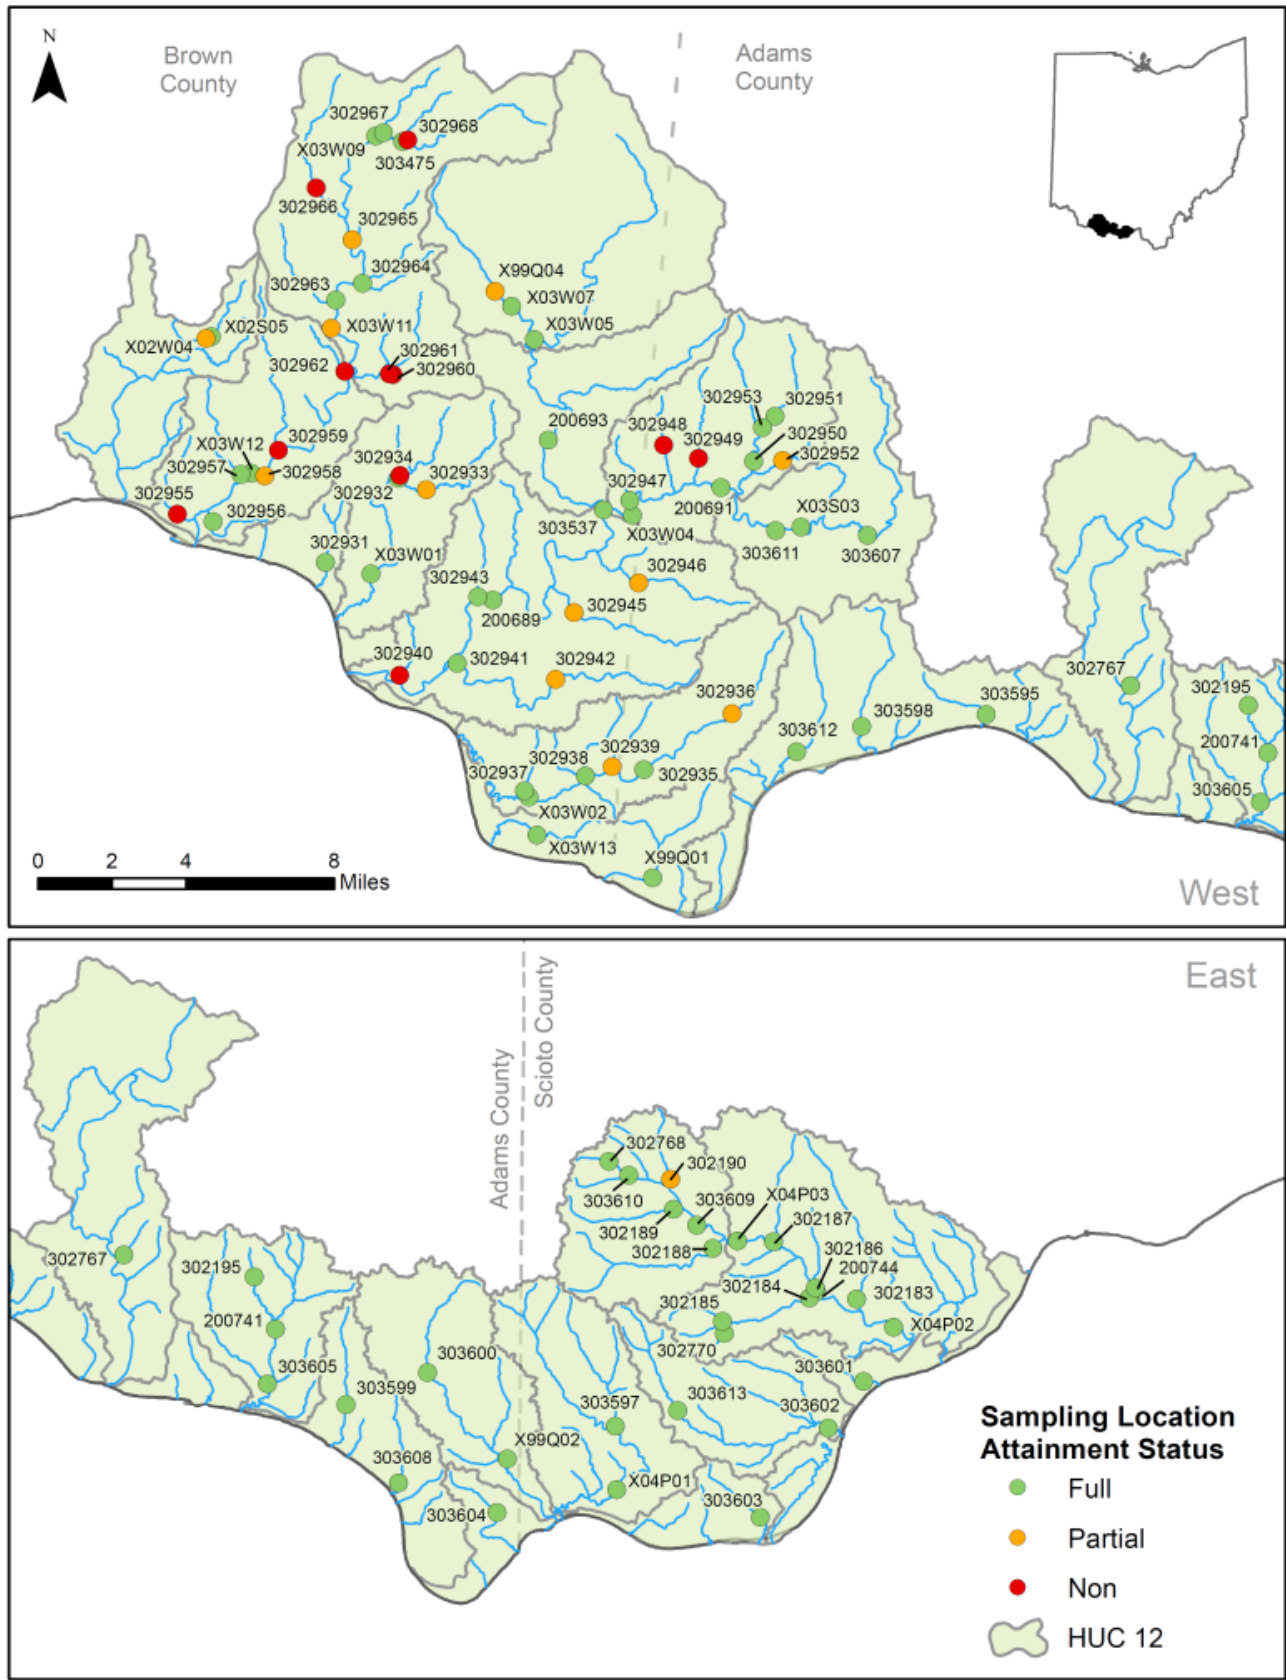 N
Brown
County
Adams
County
302967
302968
X03W09
303475
302966
302965
302964
302963
X99Q04
X03W07
X03W05
X02S05
X03W11
X02W04
302961
302962
302960
302953
302951
200693
302948
302950
302949
302952
X03W12
302959
302934
302957
302958
302933
302932
302947
302955
302956
200691
X03S03
303537
X03W04
303611
303607
302931
X03W01
302946
302943
302945
200689
302940
302941
302942
302767
302936
303595
302195
303598
303612
302939
302938
200741
302937
302935
303605
X03W02
X03W13
X99Q01
0 2 4 8
Miles
West
East
Scioto County
Adams County
302768
302190
303610
303609
X04P03
302189
302187
302188
302186
302767
302195
200744
302184
302183
302185
200741
X04P02
302770
303600
303601
303605
303599
303597
303613
303602
X99Q02
303608
X04P01
303603
303604
Sampling Location
Attainment Status
Full
Partial
Non
HUC 12